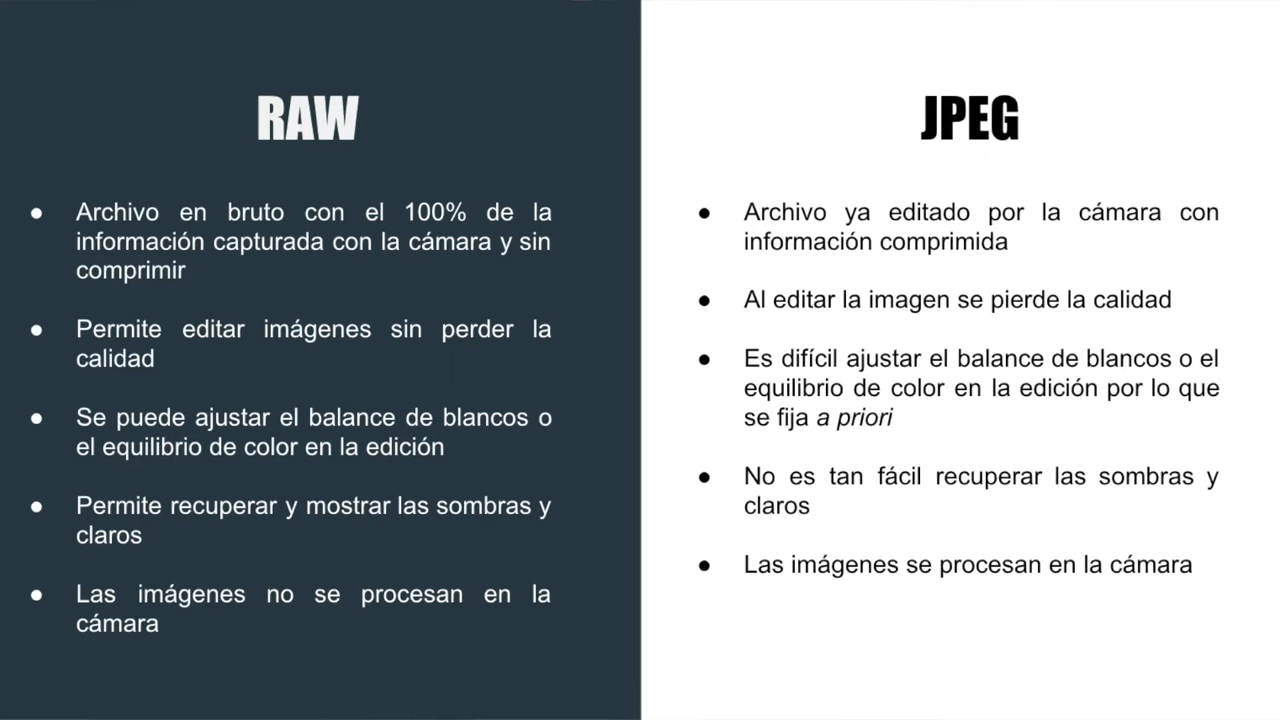 RAW
● Archivo en bruto con el 100% de la
información capturada con la cámara y sin
comprimir
● Permite editar imágenes sin perder la
calidad
● Se puede ajustar el balance de blancos o
el equilibrio de color en la edición
● Permite recuperar y mostrar las sombras y
claros
● Las imágenes no se procesan en la
cámara
JPEG
● Archivo ya editado por la cámara con
información comprimida
● Al editar la imagen se pierde la calidad
● Es difícil ajustar el balance de blancos o el
equilibrio de color en la edición por lo que
se fija a priori
● No es tan fácil recuperar las sombras y
claros
● Las imágenes se procesan en la cámara